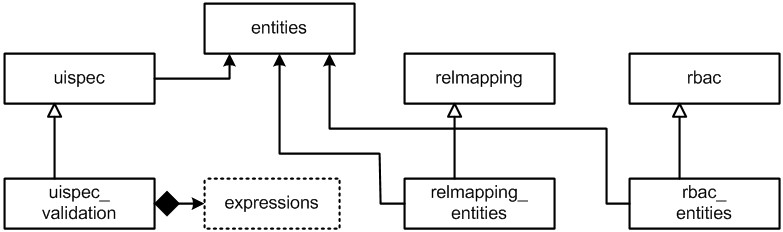 entities
uispec
relmapping
rbac
uispec_
validation
expressions
relmapping_
entities
rbac_
entities